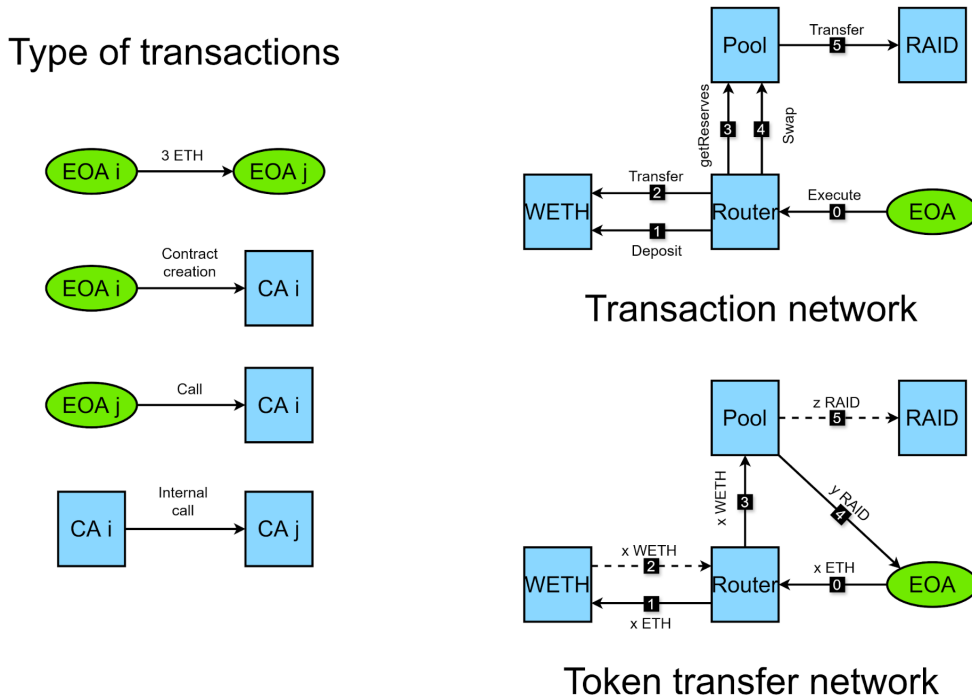 Type of transactions
EOA i
3 ETH
EOA j
EOA i
Contract
creation
CA i
EOA j
Call
CA i
CA i
Internal
call
CA j
Pool
Transfer
5
RAID
getReserves
3
4
Swap
WETH
Transfer
2
1
Deposit
Router
Execute
0
EOA
Transaction network
Pool
z RAID
5
RAID
x WETH
3
y RAID
4
WETH
x WETH
2
1
x ETH
Router
x ETH
0
EOA
Token transfer network